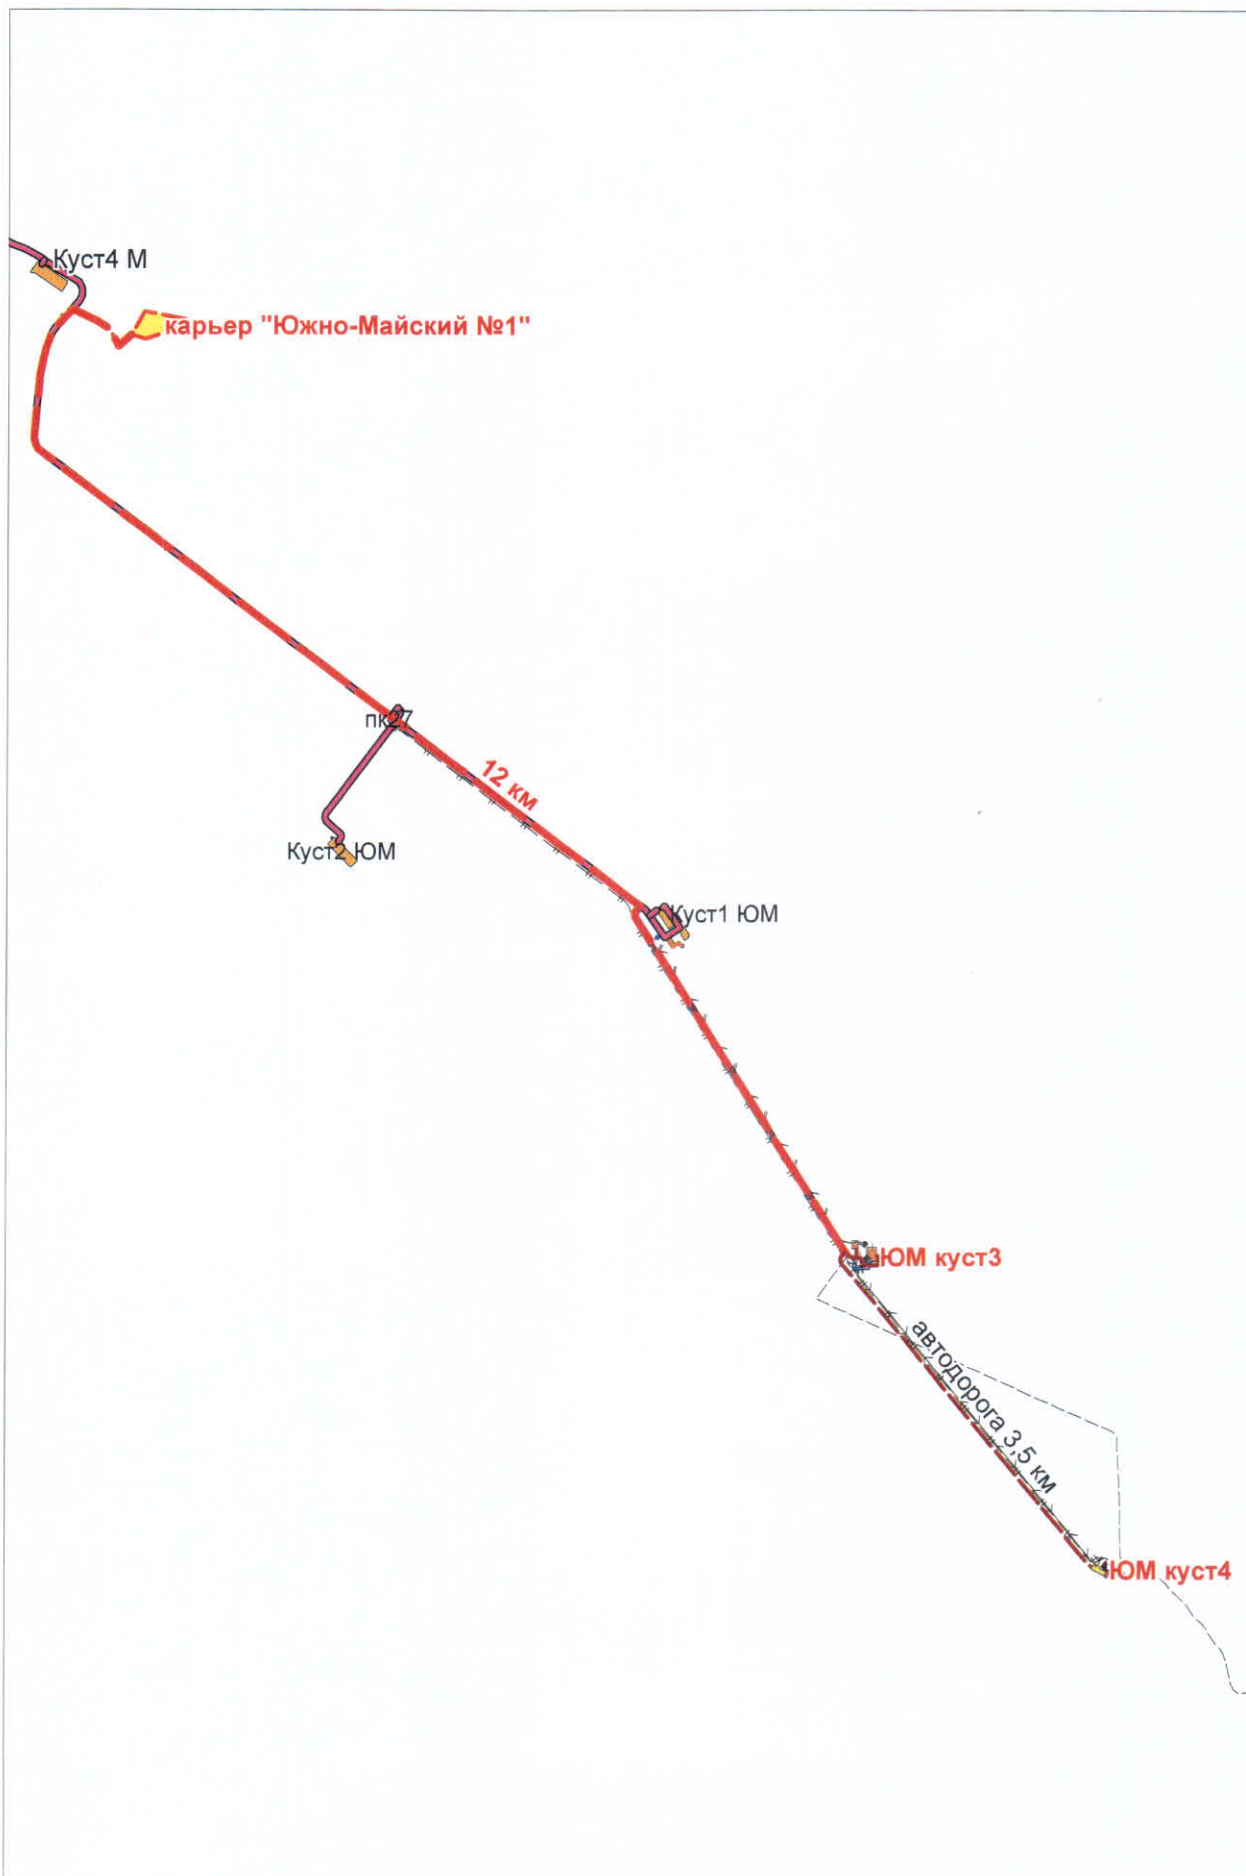 Куст4 М
карьер "Южно-Майский №1"
пк27
12 км
Куст2 ЮМ
Куст1 ЮМ
ЮМ куст3
автодорога 3,5 км
ЮМ куст4